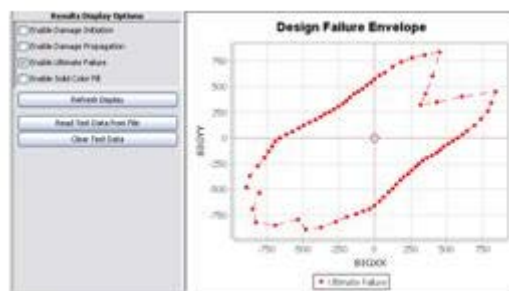 Results Display Options
Enable Damage Initiation
Enable Damage Propagation
Enable Ultimate Failure
Enable Solid Color Fill
Refresh Display
Read Test Data from File
Clear Test Data
Design Failure Envelope
750
500
250
0
-250
-500
-750
-750 -500 -250 0 250 500 750
SIGYY
SIGXX
Ultimate Failure